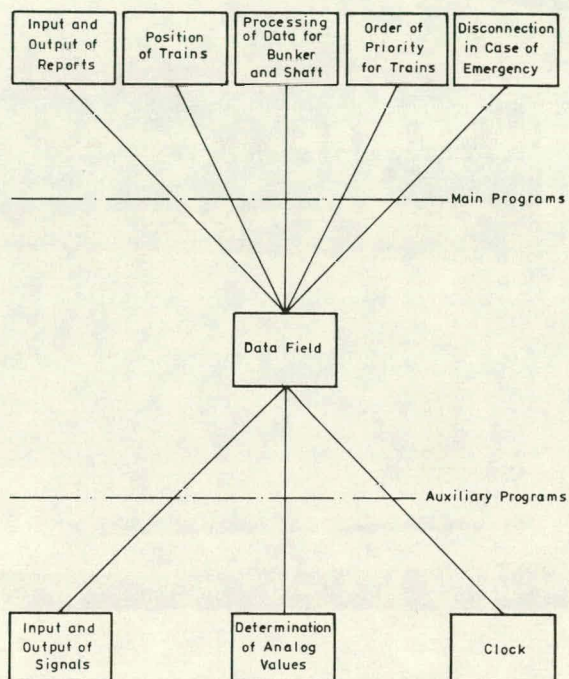 Input and
Output of
Reports
Position
of Trains
Processing
of Data for
Bunker
and Shaft
Order of
Priority
for Trains
Disconnection
in Case of
Emergency
Main Programs
Data Field
Auxiliary Programs
Input and
Output of
Signals
Determination
of Analog
Values
Clock